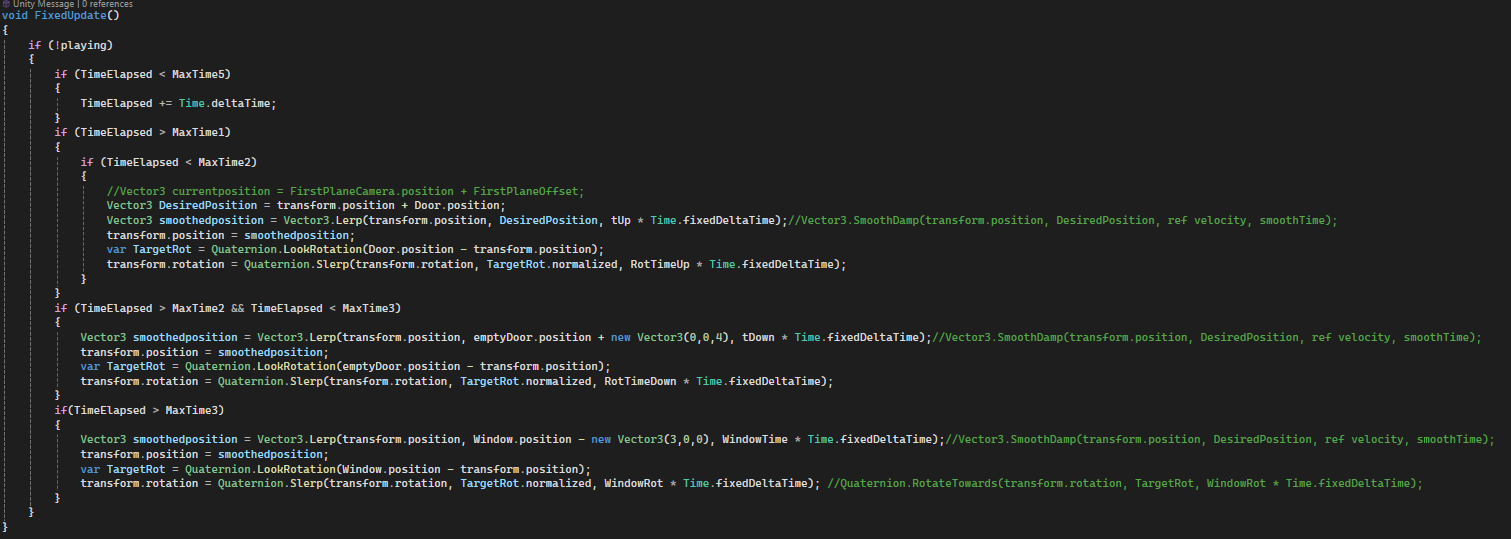 Unity Message | 0 references
void FixedUpdate()
{
    if (!playing)
    {
        if (TimeElapsed < MaxTime5)
        {
            TimeElapsed += Time.deltaTime;
        }
        if (TimeElapsed > MaxTime1)
        {
            if (TimeElapsed < MaxTime2)
            {
                //Vector3 currentposition = FirstPlaneCamera.position + FirstPlaneOffset;
                Vector3 DesiredPosition = transform.position + Door.position;
                Vector3 smoothedposition = Vector3.Lerp(transform.position, DesiredPosition, tUp * Time.fixedDeltaTime);//Vector3.SmoothDamp(transform.position, DesiredPosition, ref velocity, smoothTime);
                transform.position = smoothedposition;
                var TargetRot = Quaternion.LookRotation(Door.position - transform.position);
                transform.rotation = Quaternion.Slerp(transform.rotation, TargetRot.normalized, RotTimeUp * Time.fixedDeltaTime);
            }
        }
        if (TimeElapsed > MaxTime2 && TimeElapsed < MaxTime3)
        {
            Vector3 smoothedposition = Vector3.Lerp(transform.position, emptyDoor.position + new Vector3(0,0,4), tDown * Time.fixedDeltaTime);//Vector3.SmoothDamp(transform.position, DesiredPosition, ref velocity, smoothTime);
            transform.position = smoothedposition;
            var TargetRot = Quaternion.LookRotation(emptyDoor.position - transform.position);
            transform.rotation = Quaternion.Slerp(transform.rotation, TargetRot.normalized, RotTimeDown * Time.fixedDeltaTime);
        }
        if(TimeElapsed > MaxTime3)
        {
            Vector3 smoothedposition = Vector3.Lerp(transform.position, Window.position - new Vector3(3,0,0), WindowTime * Time.fixedDeltaTime);//Vector3.SmoothDamp(transform.position, DesiredPosition, ref velocity, smoothTime);
            transform.position = smoothedposition;
            var TargetRot = Quaternion.LookRotation(Window.position - transform.position);
            transform.rotation = Quaternion.Slerp(transform.rotation, TargetRot.normalized, WindowRot * Time.fixedDeltaTime); //Quaternion.RotateTowards(transform.rotation, TargetRot, WindowRot * Time.fixedDeltaTime);
        }
    }
}